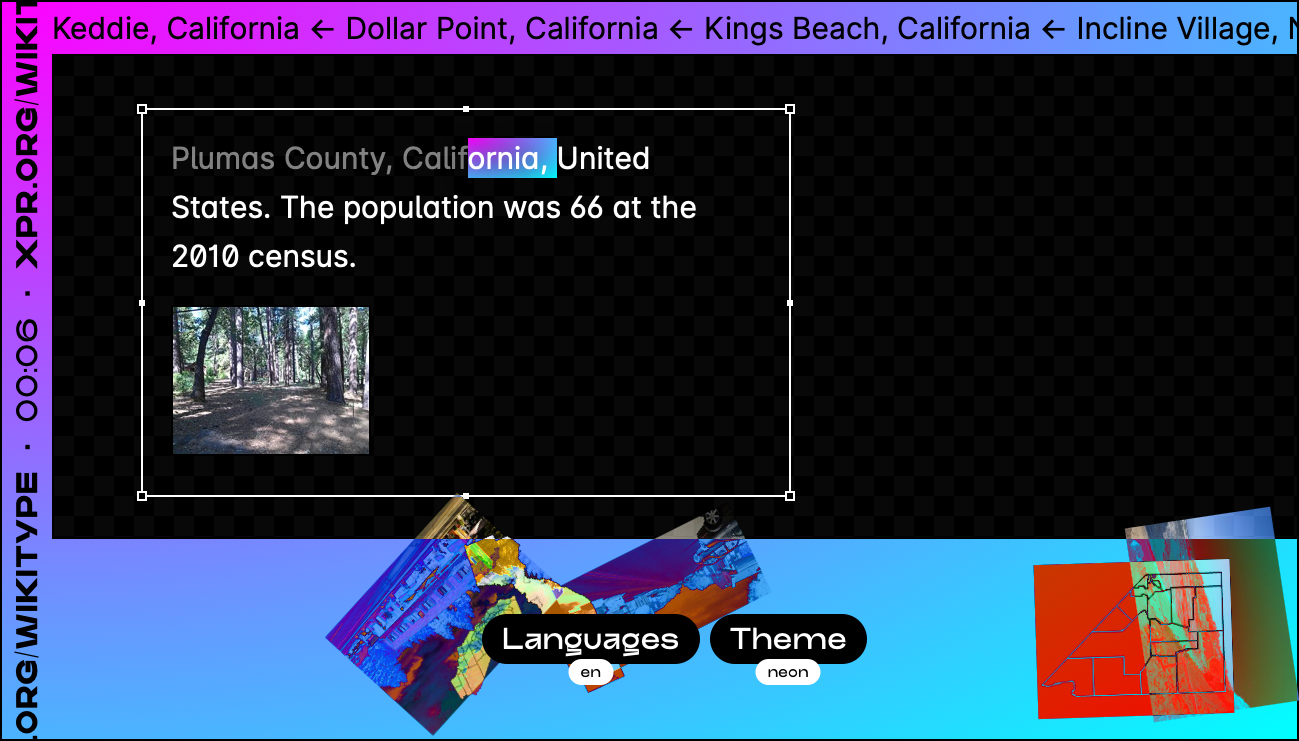 Keddie, California ← Dollar Point, California ← Kings Beach, California ← Incline Village,
XPR.ORG/WIKIT
00:06
.ORG/WIKITYPE
Plumas County, California, United
States. The population was 66 at the
2010 census.
Languages
en
Theme
neon